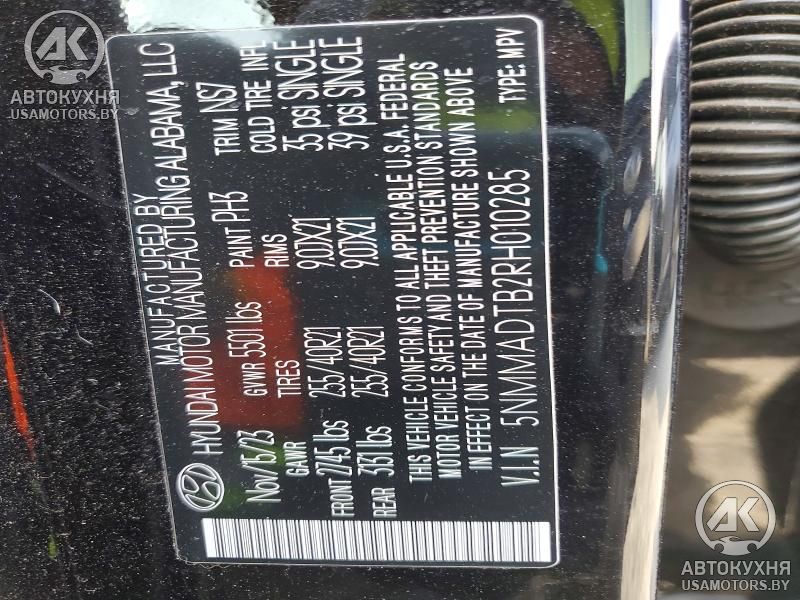 MANUFACTURED BY
HYUNDAI MOTOR MANUFACTURING ALABAMA, LLC
Nov/15/23 GVWR 5501 lbs PAINT PH3 TRIM NS7
GAWR TIRES RIMS COLD TIRE INFL
FRONT 2745 lbs 255/40R21 9.0JX21 35 psi SINGLE
REAR 3351 lbs 255/40R21 9.0JX21 39 psi SINGLE
THIS VEHICLE CONFORMS TO ALL APPLICABLE U.S.A. FEDERAL
MOTOR VEHICLE SAFETY AND THEFT PREVENTION STANDARDS
IN EFFECT ON THE DATE OF MANUFACTURE SHOWN ABOVE
V.I.N 5NMMADTB2RH010285 TYPE: MPV
АК
АВТОКУХНЯ
USAMOTORS.BY
АК
АВТОКУХНЯ
USAMOTORS.BY